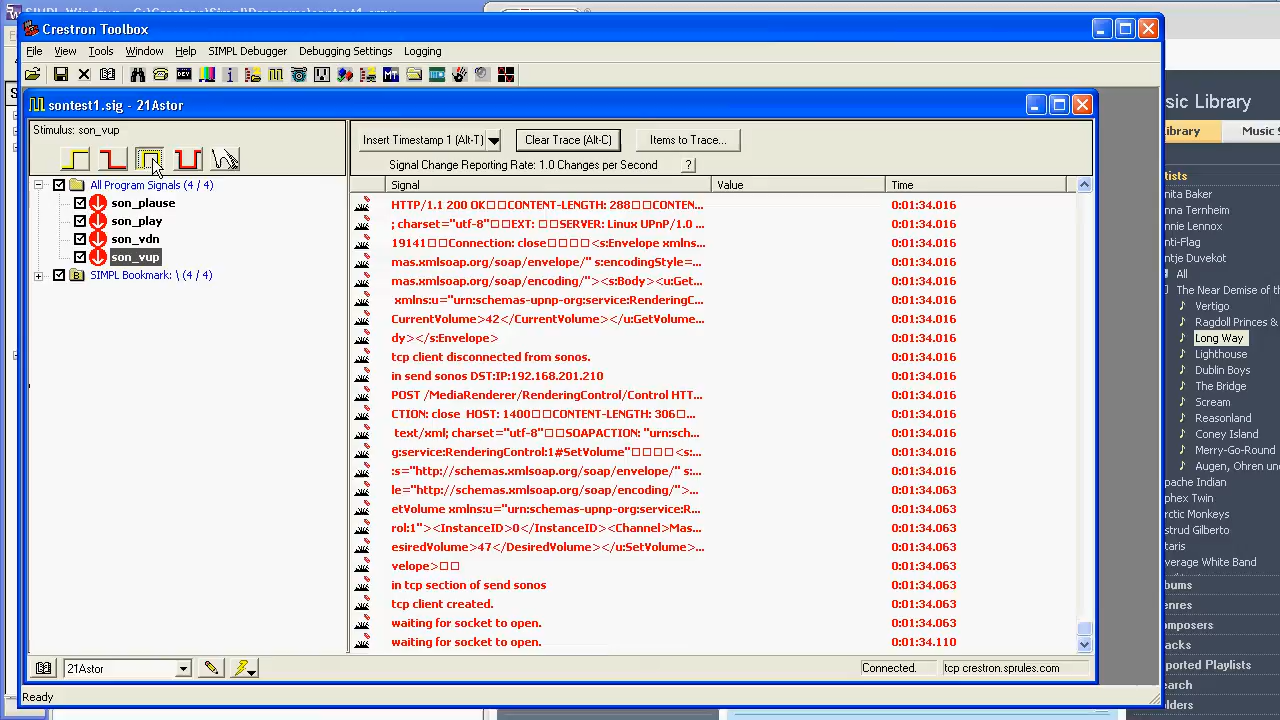 Crestron Toolbox
File View Tools Window Help SIMPL Debugger Debugging Settings Logging
sontest1.sig - 21Astor
Stimulus: son_vup
Insert Timestamp 1 (Alt-T) Clear Trace (Alt-C) Items to Trace...
Signal Change Reporting Rate: 1.0 Changes per Second ?
All Program Signals (4 / 4)
son_plause
son_play
son_vdn
son_vup
SIMPL Bookmark: \ (4 / 4)
Signal Value Time
HTTP/1.1 200 OK□□CONTENT-LENGTH: 288□□CONTEN... 0:01:34.016
; charset="utf-8"□□EXT: □□SERVER: Linux UPnP/1.0 ... 0:01:34.016
19141□□Connection: close□□□□<s:Envelope xmlns... 0:01:34.016
mas.xmlsoap.org/soap/envelope/" s:encodingStyle=... 0:01:34.016
mas.xmlsoap.org/soap/encoding/"><s:Body><u:Get... 0:01:34.016
xmlns:u="urn:schemas-upnp-org:service:RenderingC... 0:01:34.016
CurrentVolume>42</CurrentVolume></u:GetVolume... 0:01:34.016
dy></s:Envelope> 0:01:34.016
tcp client disconnected from sonos. 0:01:34.016
in send sonos DST:IP:192.168.201.210 0:01:34.016
POST /MediaRenderer/RenderingControl/Control HTT... 0:01:34.016
CTION: close HOST: 1400□□CONTENT-LENGTH: 306□... 0:01:34.016
text/xml; charset="utf-8"□□SOAPACTION: "urn:sch... 0:01:34.016
g:service:RenderingControl:1#SetVolume"□□□□<s:... 0:01:34.016
:s="http://schemas.xmlsoap.org/soap/envelope/" s:... 0:01:34.016
le="http://schemas.xmlsoap.org/soap/encoding/">... 0:01:34.063
etVolume xmlns:u="urn:schemas-upnp-org:service:R... 0:01:34.063
rol:1"><InstanceID>0</InstanceID><Channel>Mas... 0:01:34.063
esiredVolume>47</DesiredVolume></u:SetVolume>... 0:01:34.063
velope>□□ 0:01:34.063
in tcp section of send sonos 0:01:34.063
tcp client created. 0:01:34.063
waiting for socket to open. 0:01:34.063
waiting for socket to open. 0:01:34.110
21Astor Connected. tcp crestron.sprules.com
Ready
sic Library
Library Music S
tists
nita Baker
nna Ternheim
nnie Lennox
nti-Flag
ntje Duvekot
All
The Near Demise of th
Vertigo
Ragdoll Princes &
Long Way
Lighthouse
Dublin Boys
The Bridge
Scream
Reasonland
Coney Island
Merry-Go-Round
Augen, Ohren un
pache Indian
phex Twin
rctic Monkeys
strud Gilberto
taris
verage White Band
bums
enres
mposers
acks
ported Playlists
earch
lders